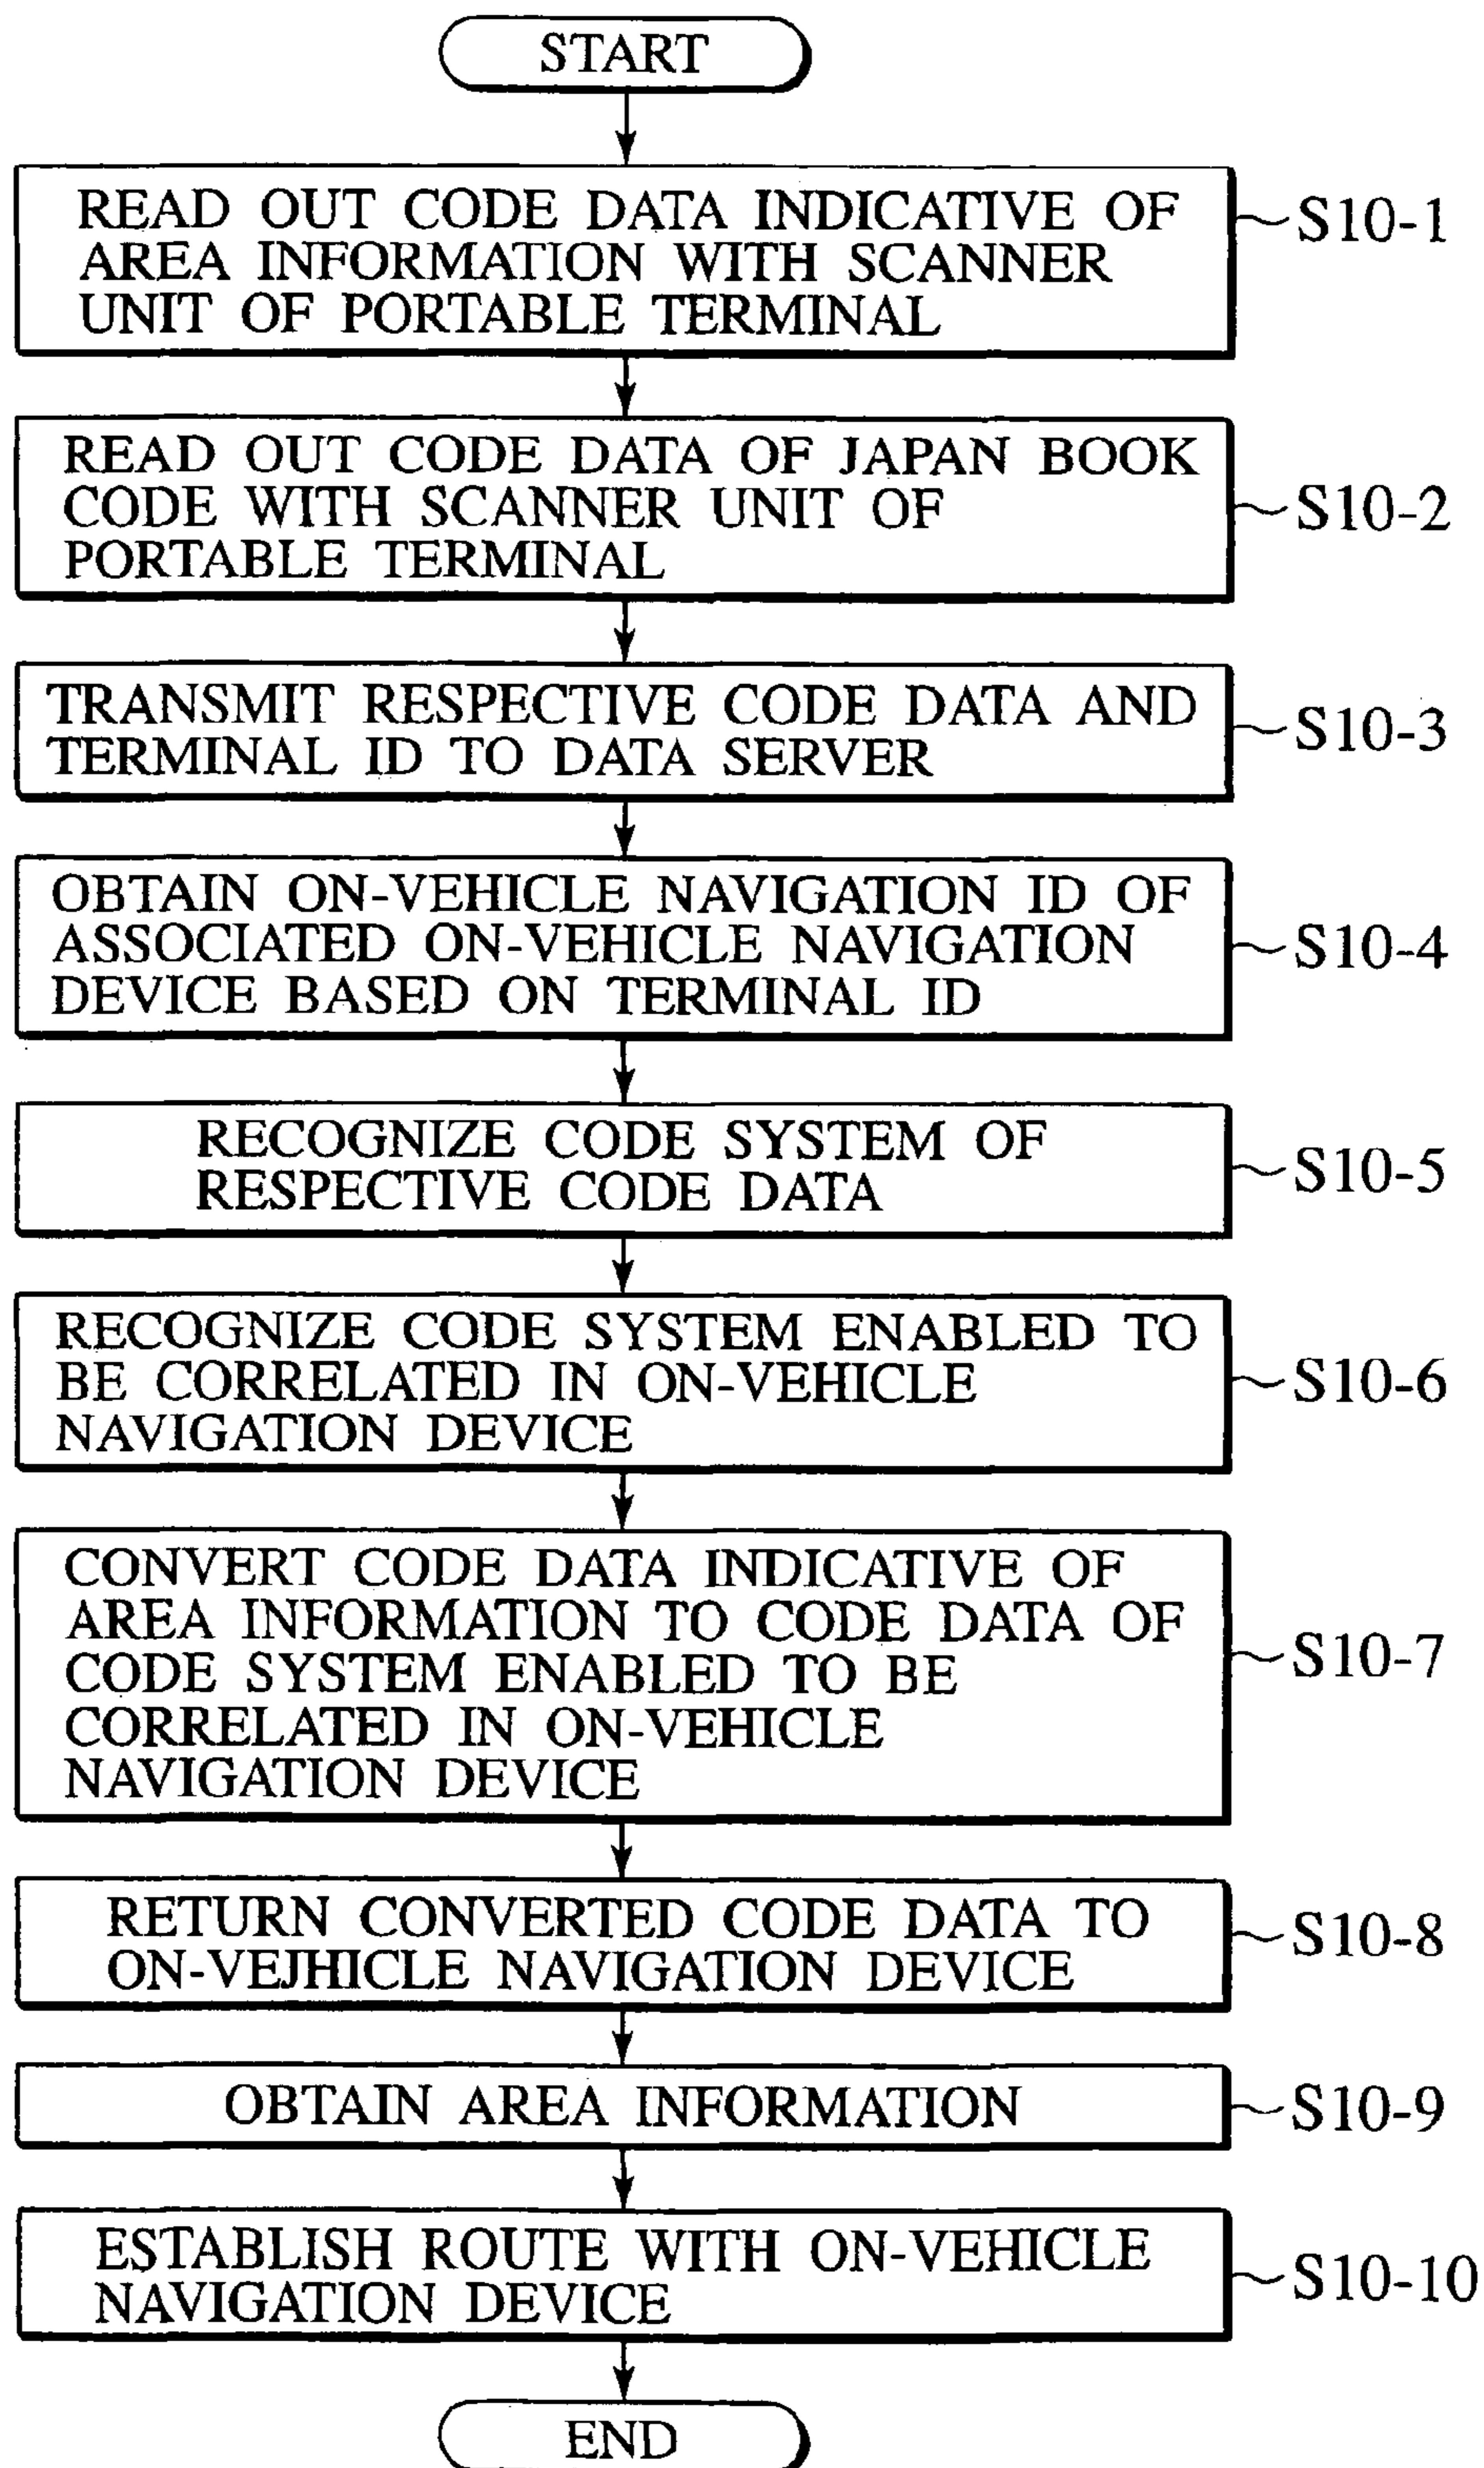 START
READ OUT CODE DATA INDICATIVE OF
AREA INFORMATION WITH SCANNER
UNIT OF PORTABLE TERMINAL
S10-1
READ OUT CODE DATA OF JAPAN BOOK
CODE WITH SCANNER UNIT OF
PORTABLE TERMINAL
S10-2
TRANSMIT RESPECTIVE CODE DATA AND
TERMINAL ID TO DATA SERVER
S10-3
OBTAIN ON-VEHICLE NAVIGATION ID OF
ASSOCIATED ON-VEHICLE NAVIGATION
DEVICE BASED ON TERMINAL ID
S10-4
RECOGNIZE CODE SYSTEM OF
RESPECTIVE CODE DATA
S10-5
RECOGNIZE CODE SYSTEM ENABLED TO
BE CORRELATED IN ON-VEHICLE
NAVIGATION DEVICE
S10-6
CONVERT CODE DATA INDICATIVE OF
AREA INFORMATION TO CODE DATA OF
CODE SYSTEM ENABLED TO BE
CORRELATED IN ON-VEHICLE
NAVIGATION DEVICE
S10-7
RETURN CONVERTED CODE DATA TO
ON-VEJHICLE NAVIGATION DEVICE
S10-8
OBTAIN AREA INFORMATION
S10-9
ESTABLISH ROUTE WITH ON-VEHICLE
NAVIGATION DEVICE
S10-10
END